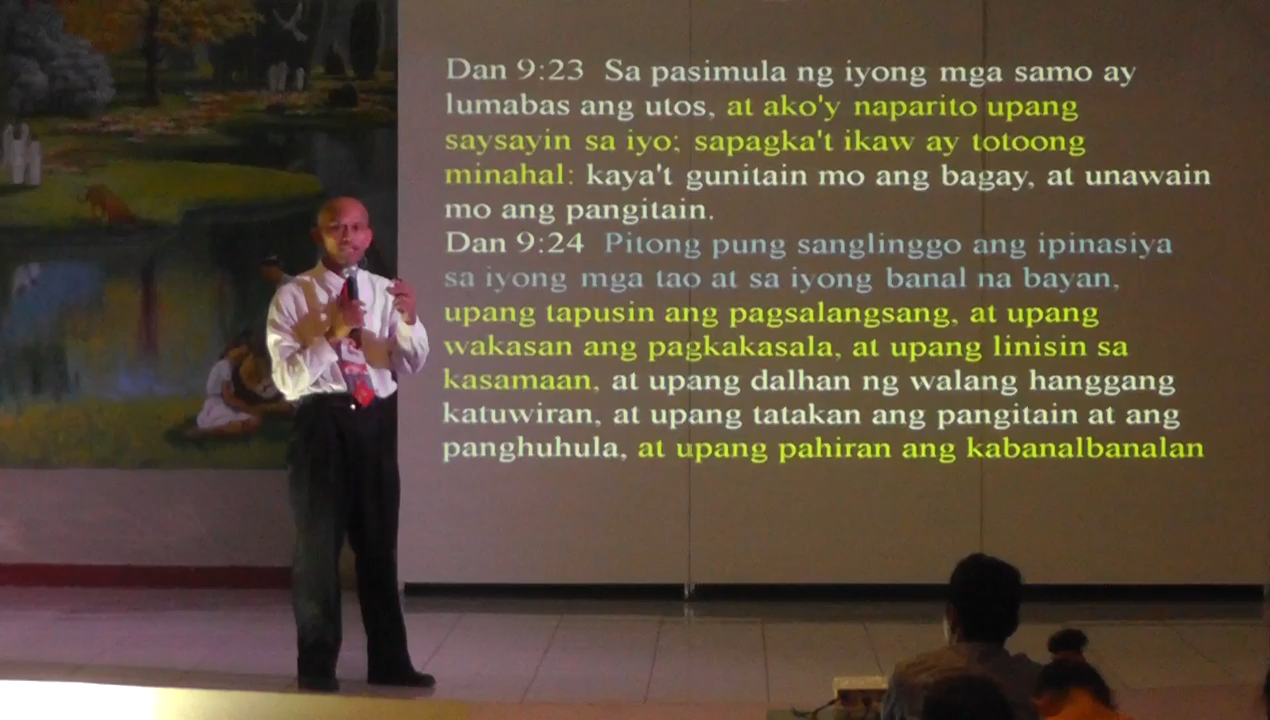 Dan 9:23 Sa pasimula ng iyong mga samo ay
lumabas ang utos, at ako'y naparito upang
saysayin sa iyo; sapagka't ikaw ay totoong
minahal: kaya't gunitain mo ang bagay, at unawain
mo ang pangitain.
Dan 9:24 Pitong pung sanglinggo ang ipinasiya
sa iyong mga tao at sa iyong banal na bayan,
upang tapusin ang pagsalangsang, at upang
wakasan ang pagkakasala, at upang linisin sa
kasamaan, at upang dalhan ng walang hanggang
katuwiran, at upang tatakan ang pangitain at ang
panghuhula, at upang pahiran ang kabanalbanalan